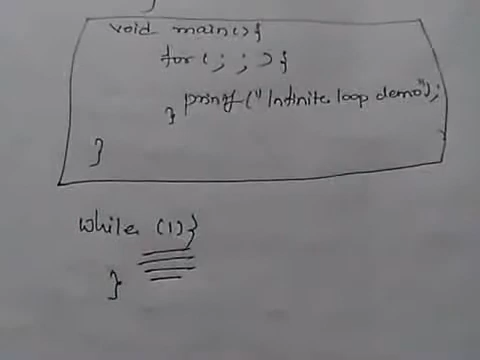 void main(){
for(; ; ){
printf("Infinite loop demo");
}
}
while (1){
}